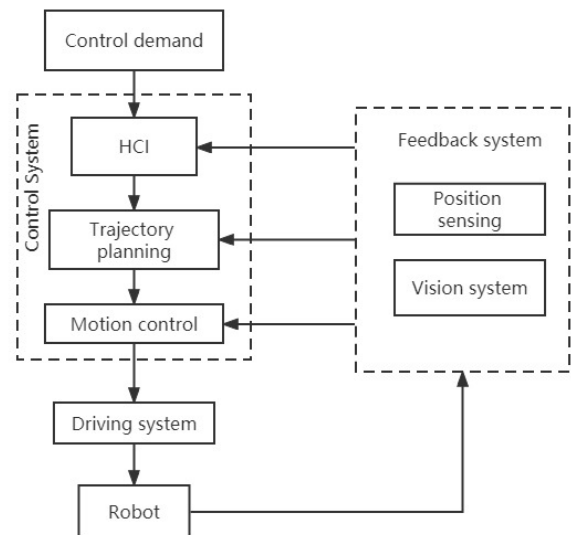 Control demand
Control System
HCI
Trajectory
planning
Motion control
Driving system
Robot
Feedback system
Position
sensing
Vision system